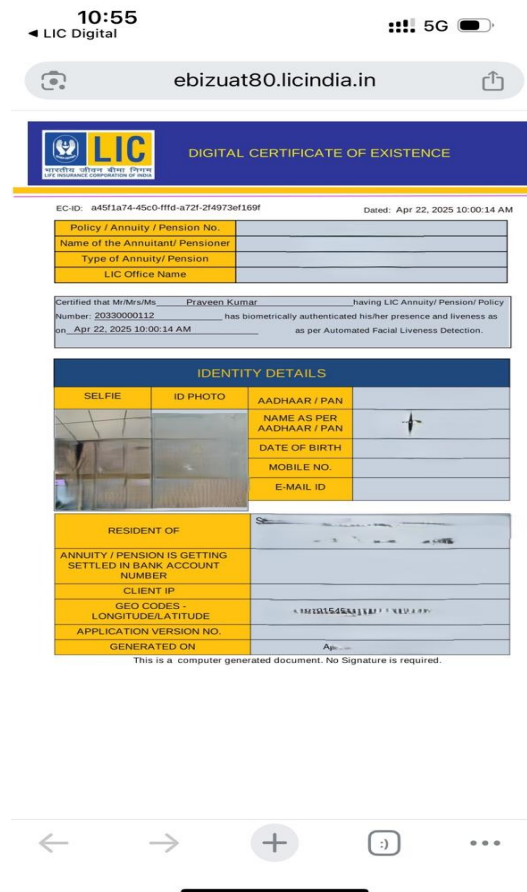 10:55
5G
◀ LIC Digital
ebizuat80.licindia.in
LIC
भारतीय जीवन बीमा निगम
LIFE INSURANCE CORPORATION OF INDIA
DIGITAL CERTIFICATE OF EXISTENCE
EC-ID: a45f1a74-45c0-fffd-a72f-2f4973ef169f
Dated: Apr 22, 2025 10:00:14 AM
Policy / Annuity / Pension No.
Name of the Annuitant/ Pensioner
Type of Annuity/ Pension
LIC Office Name
Certified that Mr/Mrs/Ms Praveen Kumar having LIC Annuity/ Pension/ Policy
Number: 20330000112 has biometrically authenticated his/her presence and liveness as
on Apr 22, 2025 10:00:14 AM as per Automated Facial Liveness Detection.
IDENTITY DETAILS
SELFIE
ID PHOTO
AADHAAR / PAN
NAME AS PER
AADHAAR / PAN
DATE OF BIRTH
MOBILE NO.
E-MAIL ID
RESIDENT OF
ANNUITY / PENSION IS GETTING
SETTLED IN BANK ACCOUNT
NUMBER
CLIENT IP
GEO CODES -
LONGITUDE/LATITUDE
APPLICATION VERSION NO.
GENERATED ON
This is a computer generated document. No Signature is required.
:)